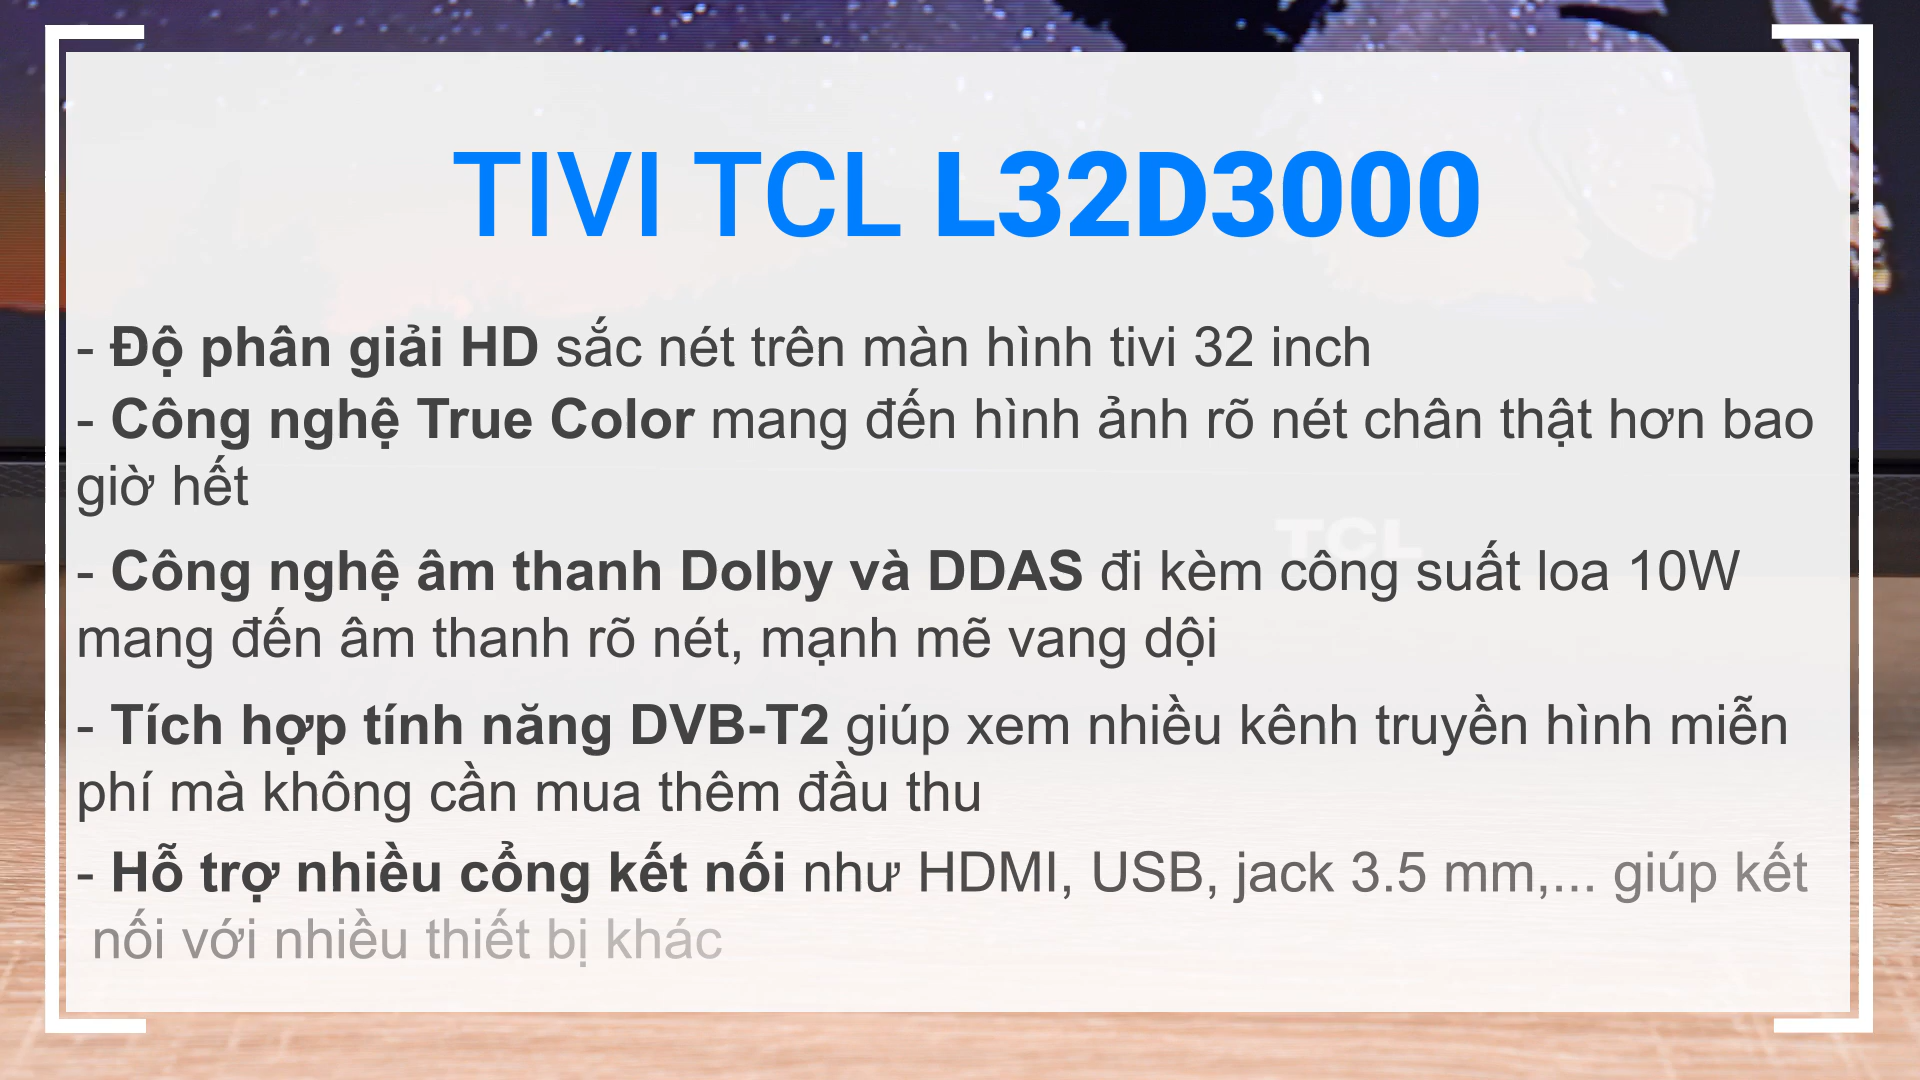 TIVI TCL L32D3000
- Độ phân giải HD sắc nét trên màn hình tivi 32 inch
- Công nghệ True Color mang đến hình ảnh rõ nét chân thật hơn bao
giờ hết
TCL
- Công nghệ âm thanh Dolby và DDAS đi kèm công suất loa 10W
mang đến âm thanh rõ nét, mạnh mẽ vang dội
- Tích hợp tính năng DVB-T2 giúp xem nhiều kênh truyền hình miễn
phí mà không cần mua thêm đầu thu
- Hỗ trợ nhiều cổng kết nối như HDMI, USB, jack 3.5 mm,... giúp kết
nối với nhiều thiết bị khác